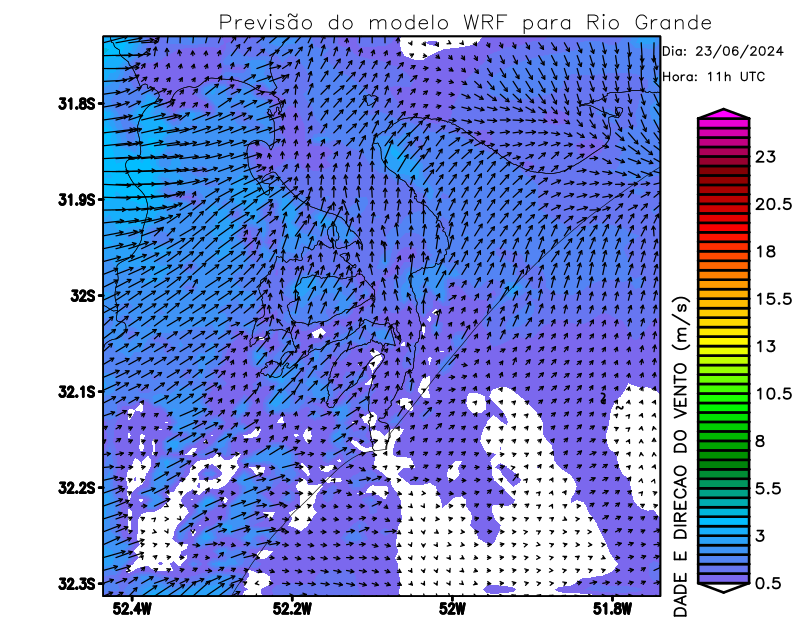 Previsão do modelo WRF para Rio Grande
Dia: 23/06/2024
Hora: 11h UTC
31.8S
31.9S
32S
32.1S
32.2S
32.3S
52.4W
52.2W
52W
51.8W
DADE E DIRECAO DO VENTO (m/s)
23
20.5
18
15.5
13
10.5
8
5.5
3
0.5